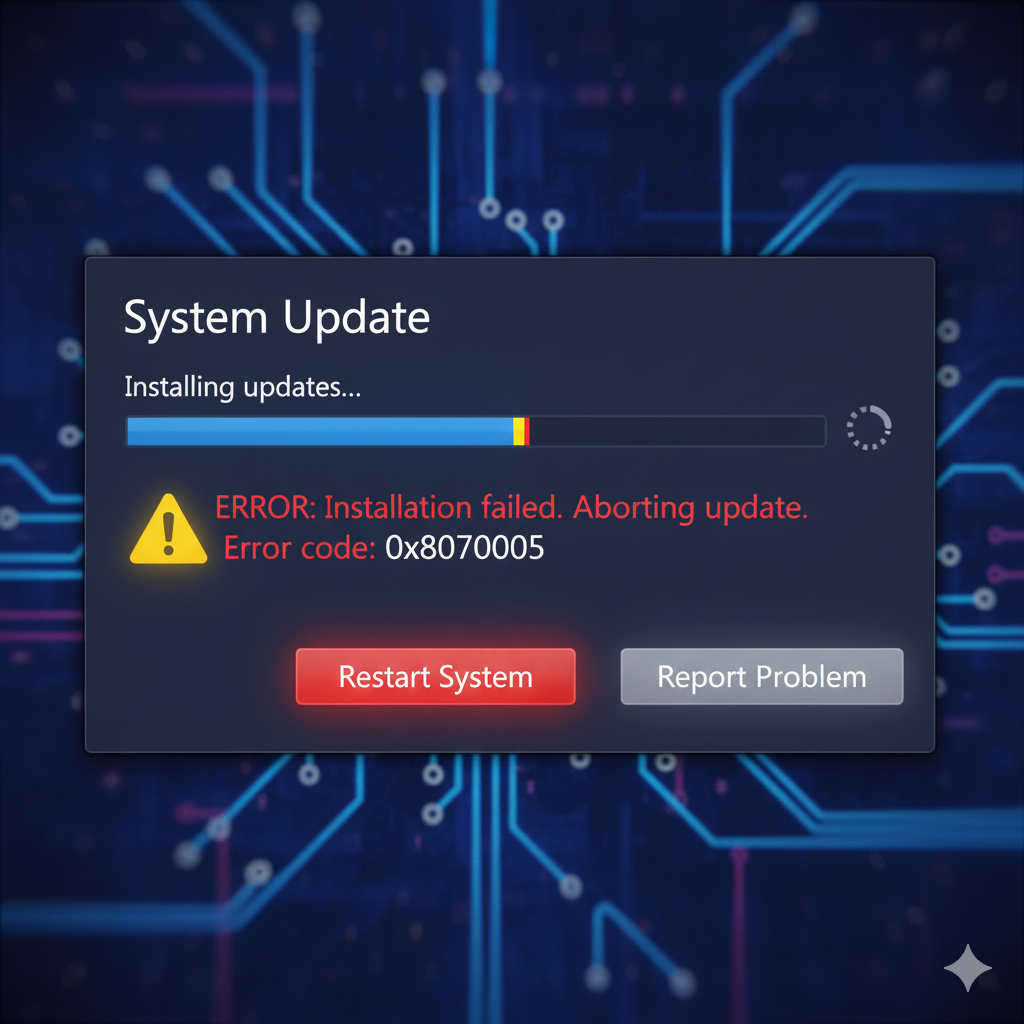 System Update
Installing updates...
ERROR: Installation failed. Aborting update.
Error code: 0x8070005
Restart System
Report Problem